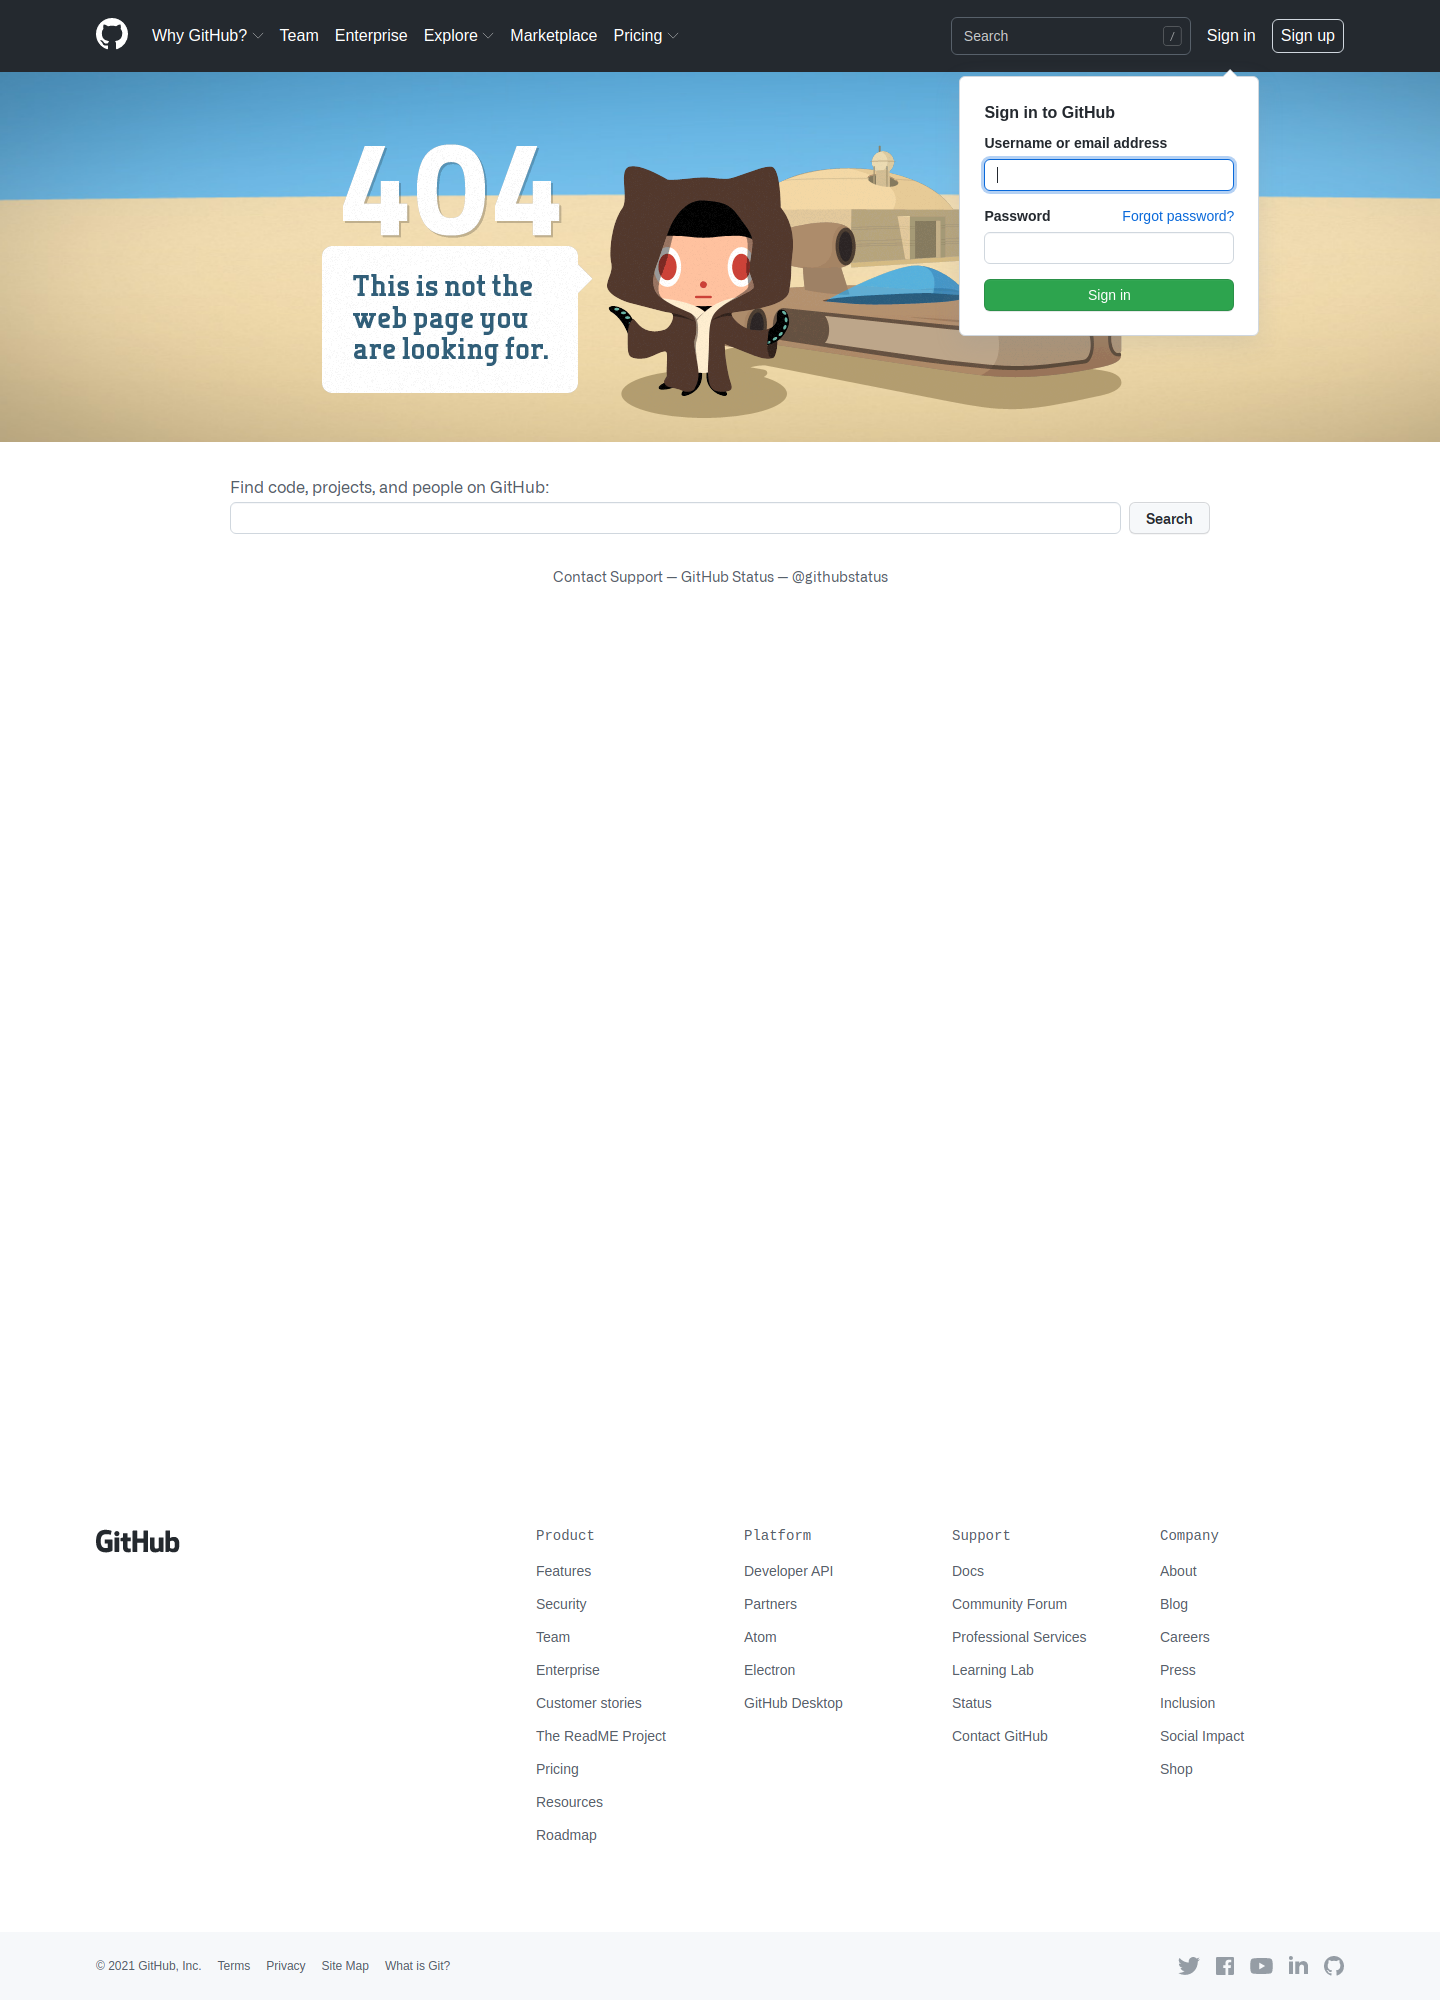 Why GitHub? Team Enterprise Explore Marketplace Pricing Search / Sign in Sign up
Sign in to GitHub
Username or email address
Password Forgot password?
Sign in
404
This is not the
web page you
are looking for.
Find code, projects, and people on GitHub:
Search
Contact Support — GitHub Status — @githubstatus
GitHub
Product
Features
Security
Team
Enterprise
Customer stories
The ReadME Project
Pricing
Resources
Roadmap
Platform
Developer API
Partners
Atom
Electron
GitHub Desktop
Support
Docs
Community Forum
Professional Services
Learning Lab
Status
Contact GitHub
Company
About
Blog
Careers
Press
Inclusion
Social Impact
Shop
© 2021 GitHub, Inc. Terms Privacy Site Map What is Git?